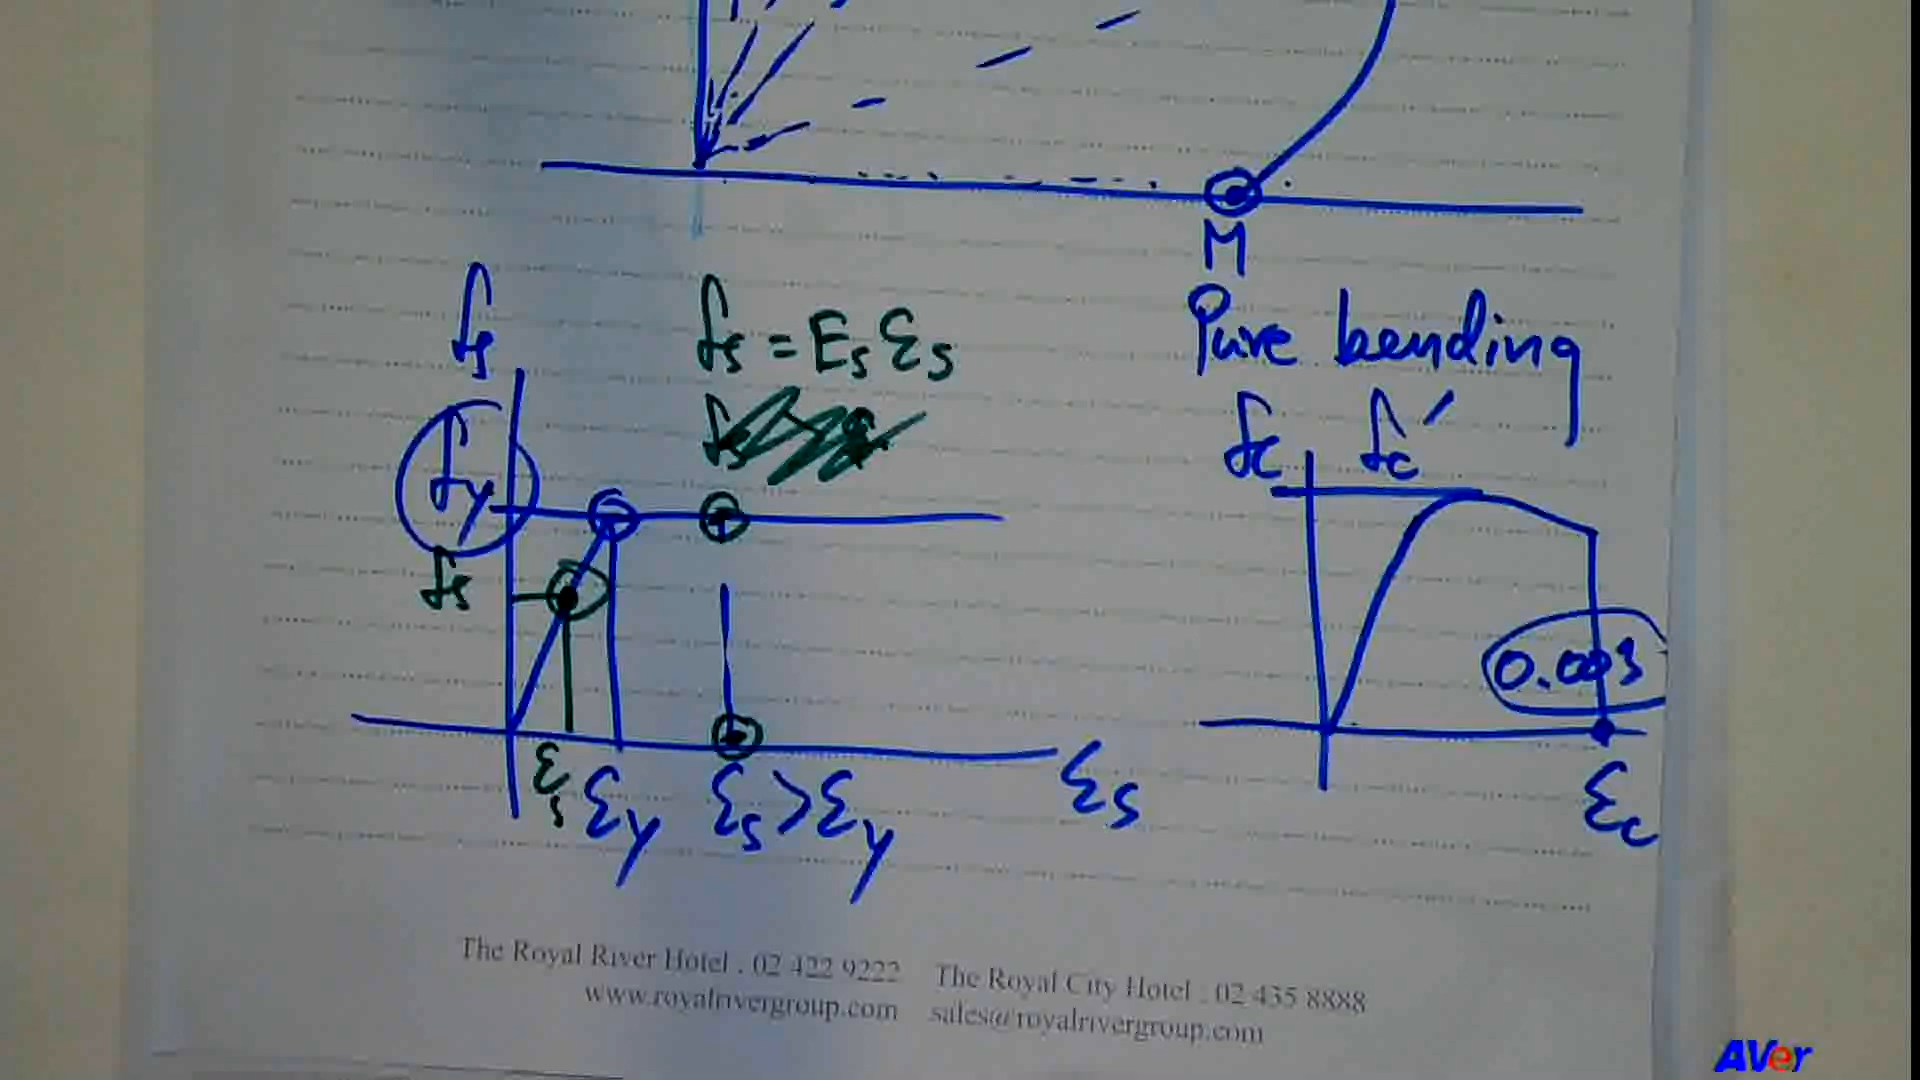 M
Pure bending
fs
fs = Es εs
fy
fs
fc fc′
0.003
εs εy εs > εy εs
εc
The Royal River Hotel . 02 422 9222 The Royal City Hotel . 02 435 8888
www.royalrivergroup.com sales@royalrivergroup.com
AVer